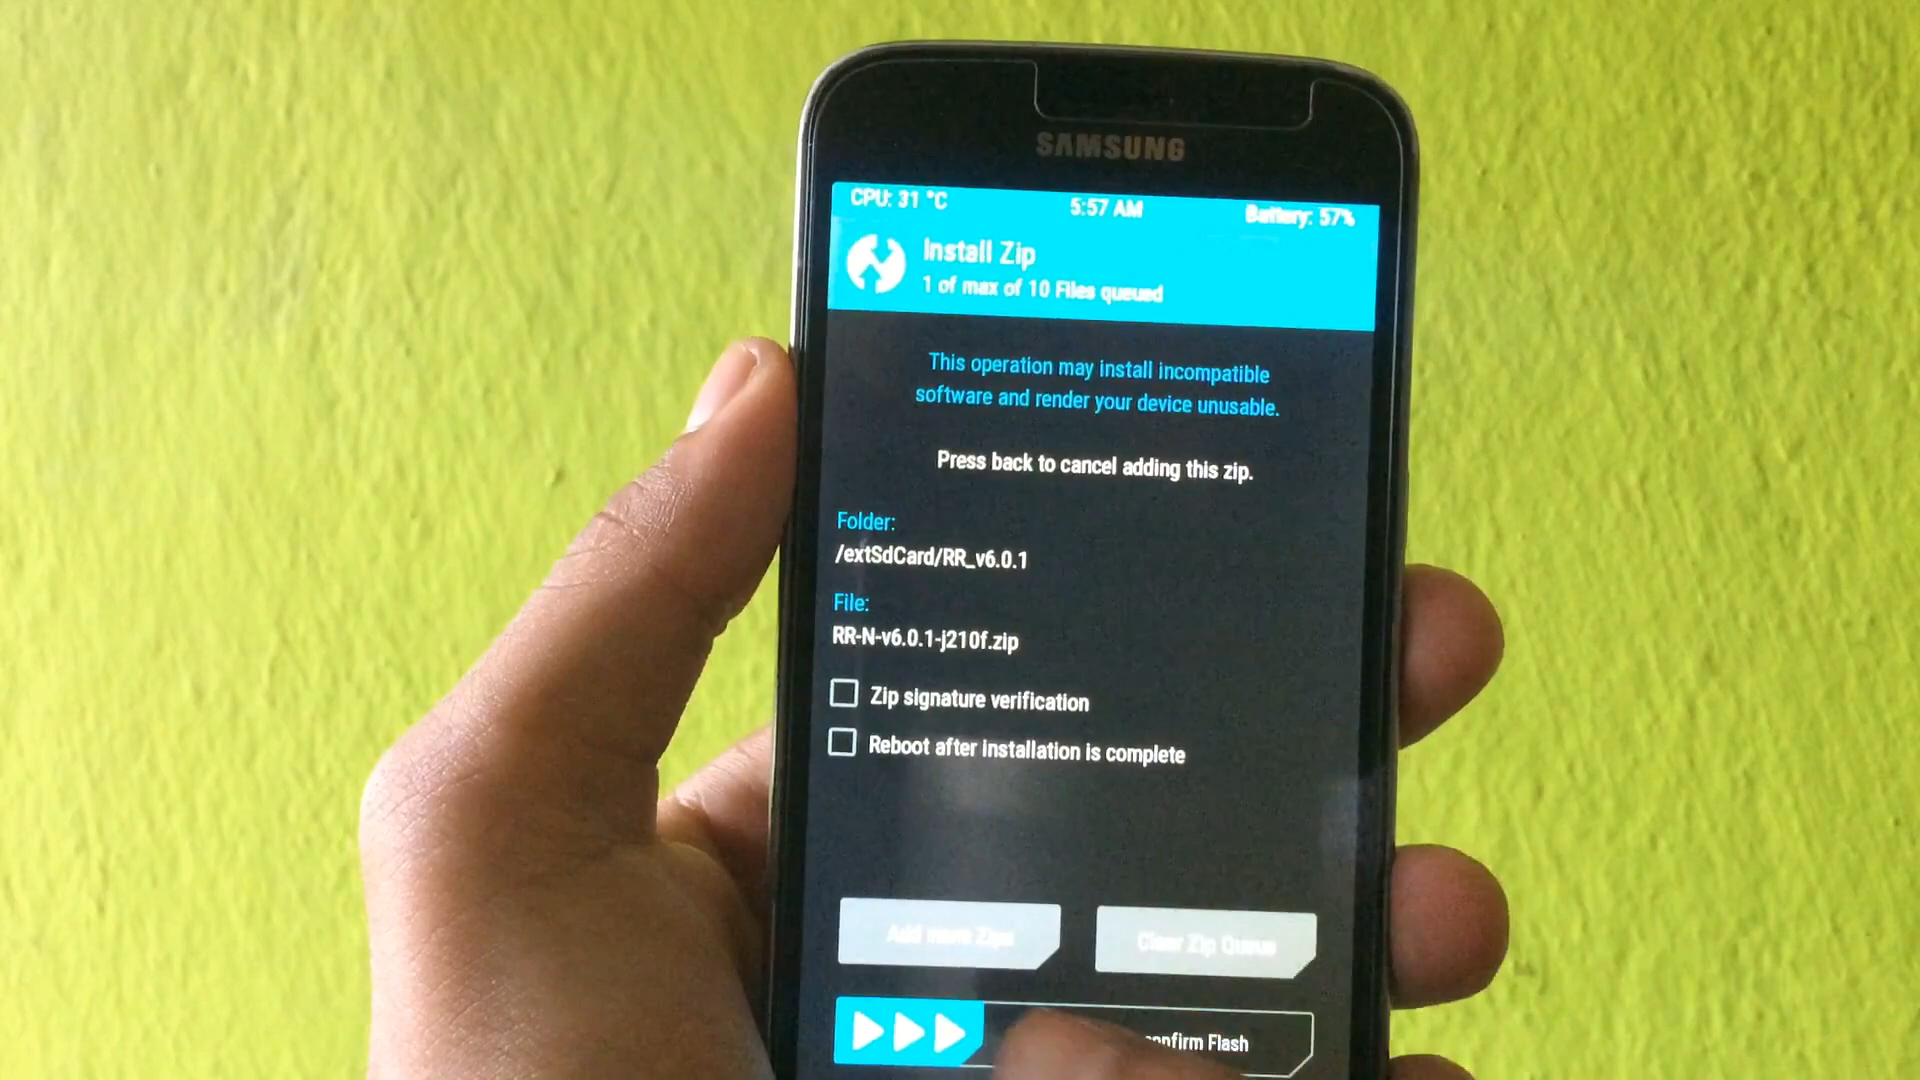 SAMSUNG
CPU: 31 °C 5:57 AM Battery: 57%
Install Zip
1 of max of 10 Files queued
This operation may install incompatible
software and render your device unusable.
Press back to cancel adding this zip.
Folder:
/extSdCard/RR_v6.0.1
File:
RR-N-v6.0.1-j210f.zip
Zip signature verification
Reboot after installation is complete
Add more Zips Clear Zip Queue
Flash